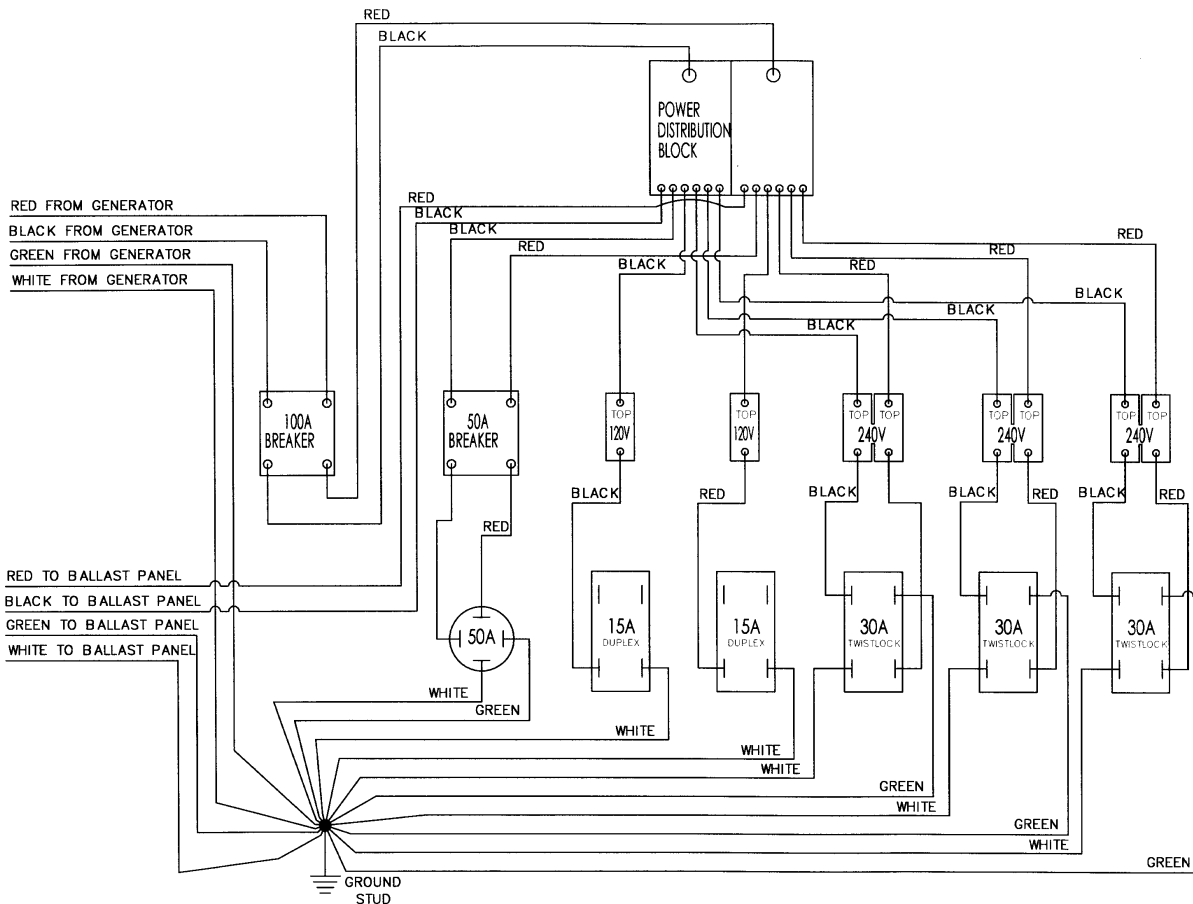 RED
BLACK
POWER
DISTRIBUTION
BLOCK
RED
BLACK
BLACK
RED
RED FROM GENERATOR
BLACK FROM GENERATOR
GREEN FROM GENERATOR
WHITE FROM GENERATOR
BLACK
RED
RED
RED
BLACK
BLACK
BLACK
100A
BREAKER
50A
BREAKER
TOP
120V
TOP
120V
TOP TOP
240V
TOP TOP
240V
TOP TOP
240V
BLACK
RED
BLACK
BLACK
RED
BLACK
RED
RED
RED TO BALLAST PANEL
BLACK TO BALLAST PANEL
GREEN TO BALLAST PANEL
WHITE TO BALLAST PANEL
50A
15A
DUPLEX
15A
DUPLEX
30A
TWISTLOCK
30A
TWISTLOCK
30A
TWISTLOCK
WHITE
GREEN
WHITE
WHITE
WHITE
GREEN
WHITE
GREEN
WHITE
GREEN
GROUND
STUD